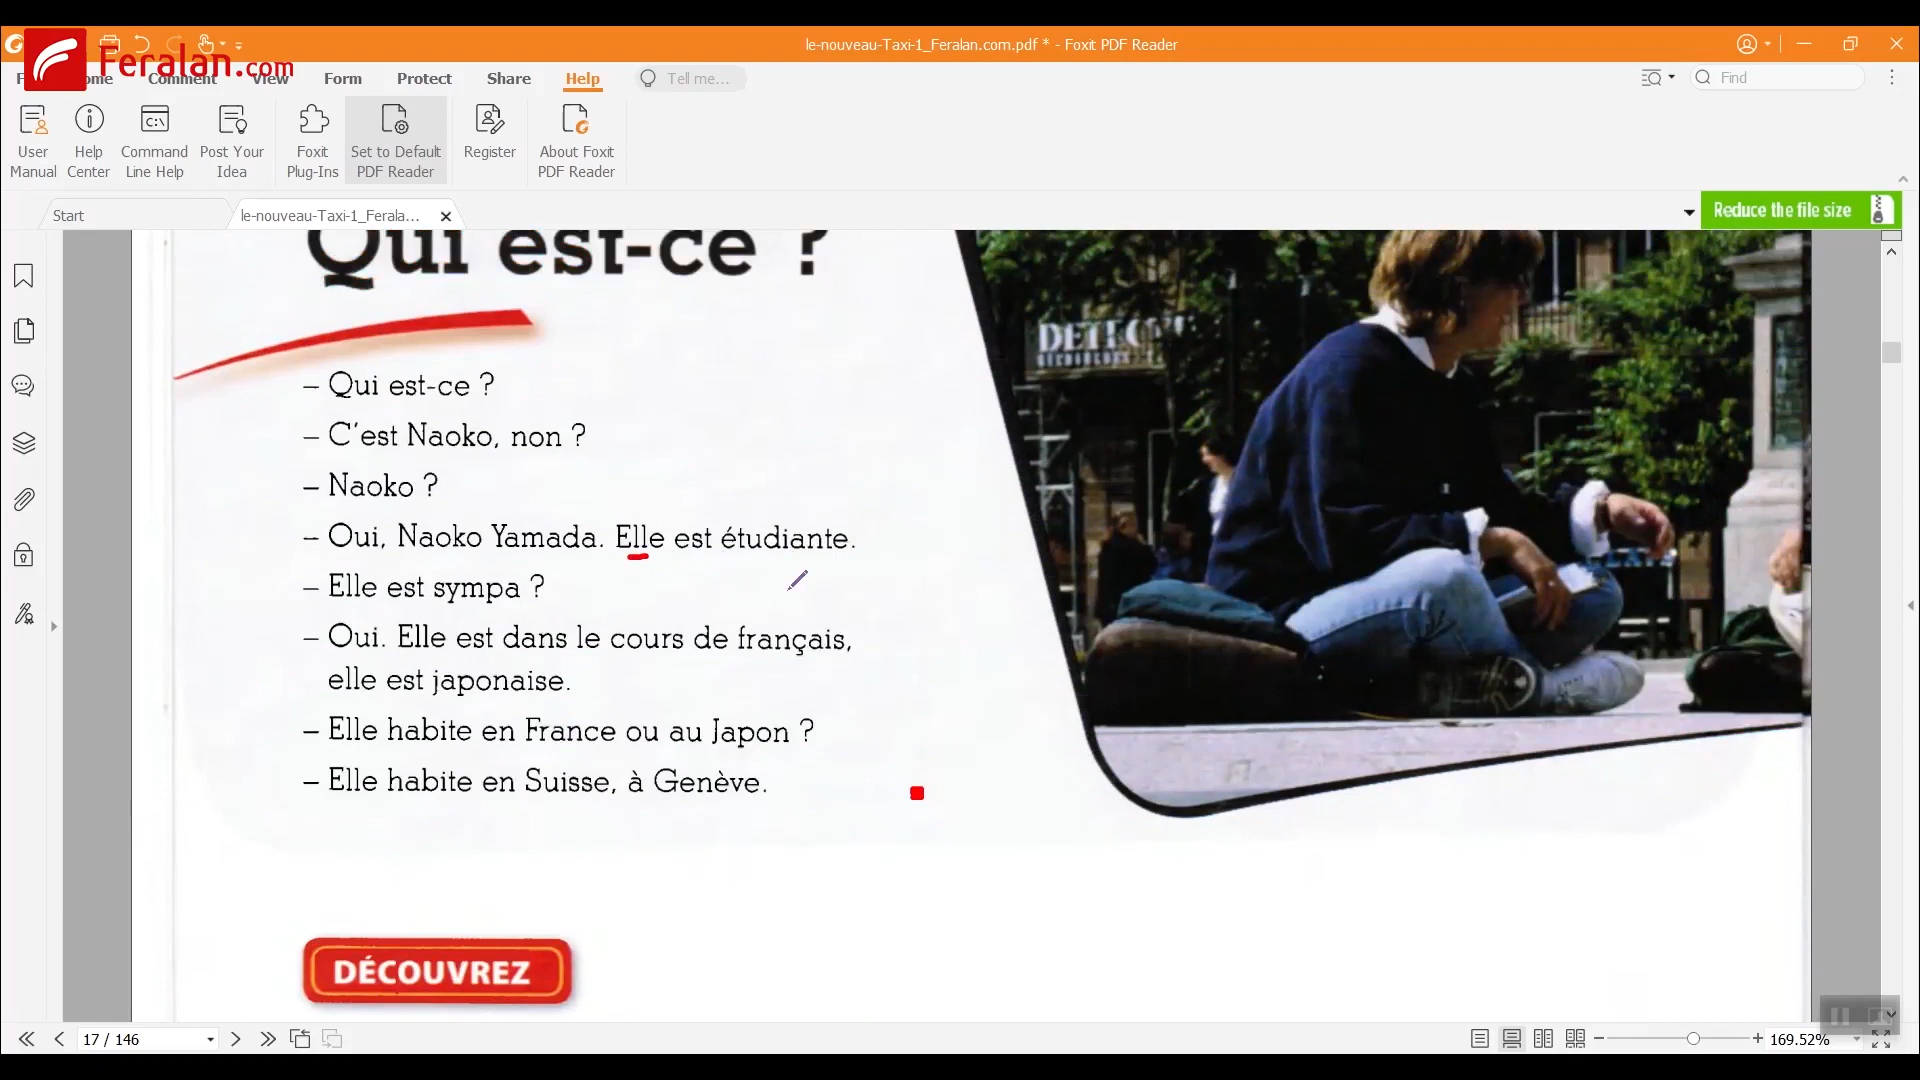 le-nouveau-Taxi-1_Feralan.com.pdf * - Foxit PDF Reader
Feralan.com
Comment View Form Protect Share Help Tell me... Find
User Manual
Help Center
Command Line Help
Post Your Idea
Foxit Plug-Ins
Set to Default PDF Reader
Register
About Foxit PDF Reader
Start
le-nouveau-Taxi-1_Ferala...
Reduce the file size
Qui est-ce ?
– Qui est-ce ?
– C'est Naoko, non ?
– Naoko ?
– Oui, Naoko Yamada. Elle est étudiante.
– Elle est sympa ?
– Oui. Elle est dans le cours de français,
elle est japonaise.
– Elle habite en France ou au Japon ?
– Elle habite en Suisse, à Genève.
DÉCOUVREZ
17 / 146
169.52%